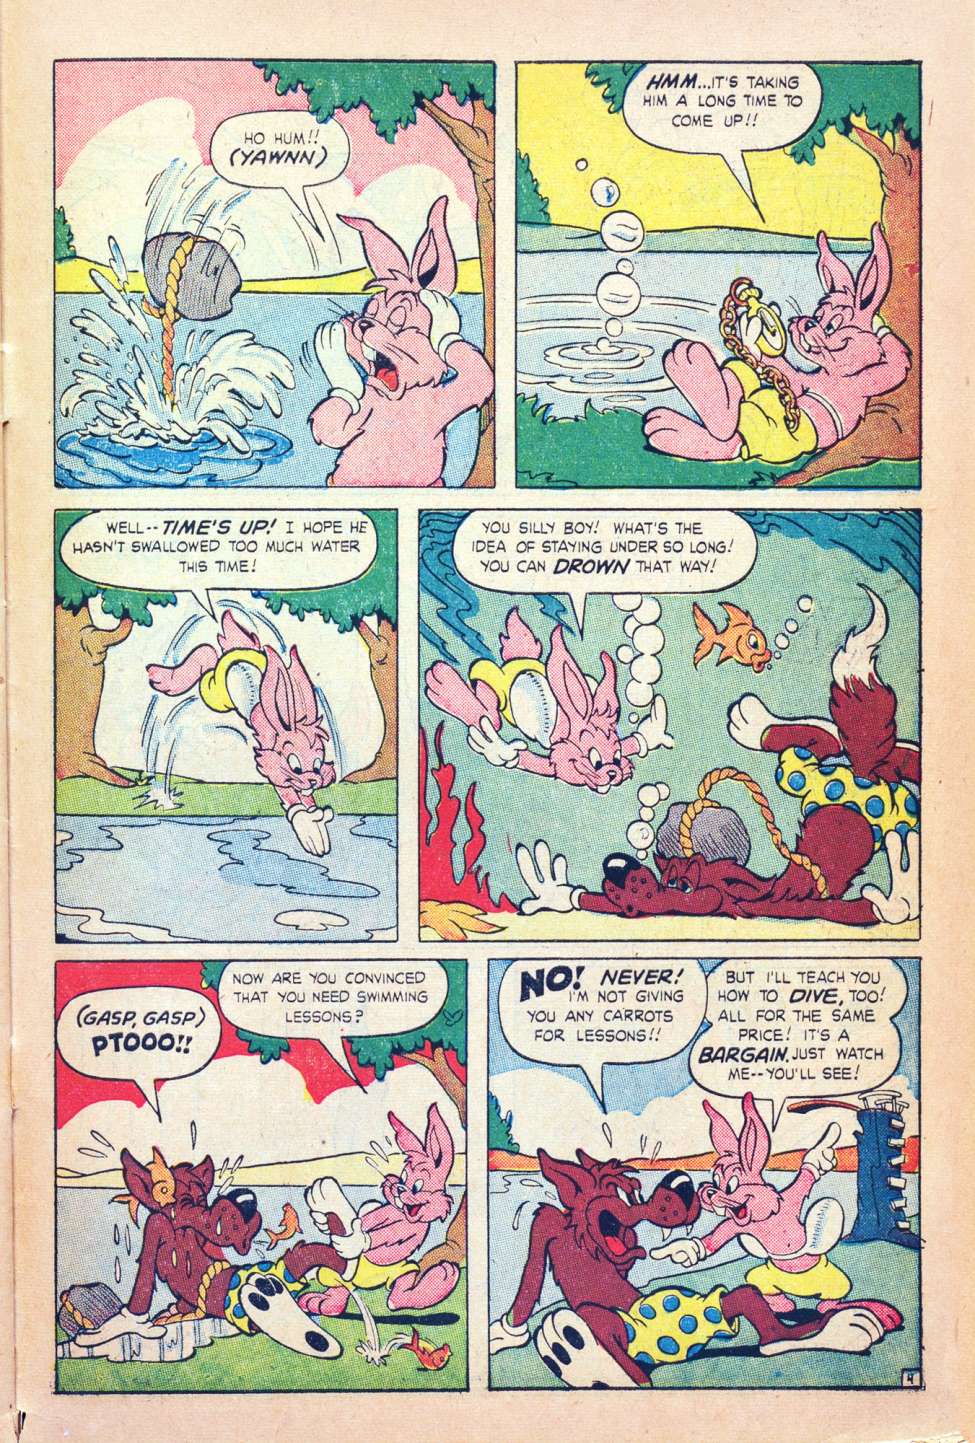 HO HUM!!
(YAWNN)
HMM...IT'S TAKING
HIM A LONG TIME TO
COME UP!!
WELL--TIME'S UP! I HOPE HE
HASN'T SWALLOWED TOO MUCH WATER
THIS TIME!
YOU SILLY BOY! WHAT'S THE
IDEA OF STAYING UNDER SO LONG!
YOU CAN DROWN THAT WAY!
(GASP, GASP)
PTOOO!!
NOW ARE YOU CONVINCED
THAT YOU NEED SWIMMING
LESSONS?
NO! NEVER!
I'M NOT GIVING
YOU ANY CARROTS
FOR LESSONS!!
BUT I'LL TEACH YOU
HOW TO DIVE, TOO!
ALL FOR THE SAME
PRICE! IT'S A
BARGAIN. JUST WATCH
ME--YOU'LL SEE!
4